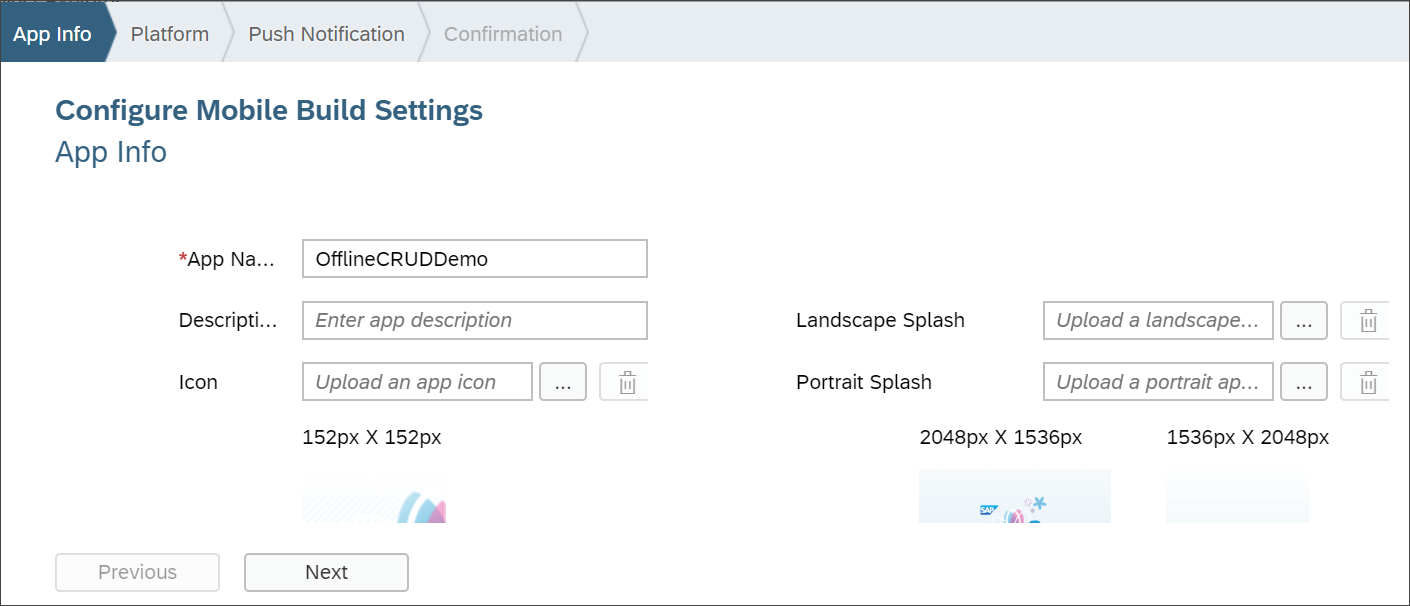 App Info Platform Push Notification Confirmation
Configure Mobile Build Settings
App Info
*App Na... OfflineCRUDDemo
Descripti... Enter app description Landscape Splash Upload a landscape... ...
Icon Upload an app icon ... Portrait Splash Upload a portrait ap... ...
152px X 152px 2048px X 1536px 1536px X 2048px
SAP
Previous Next